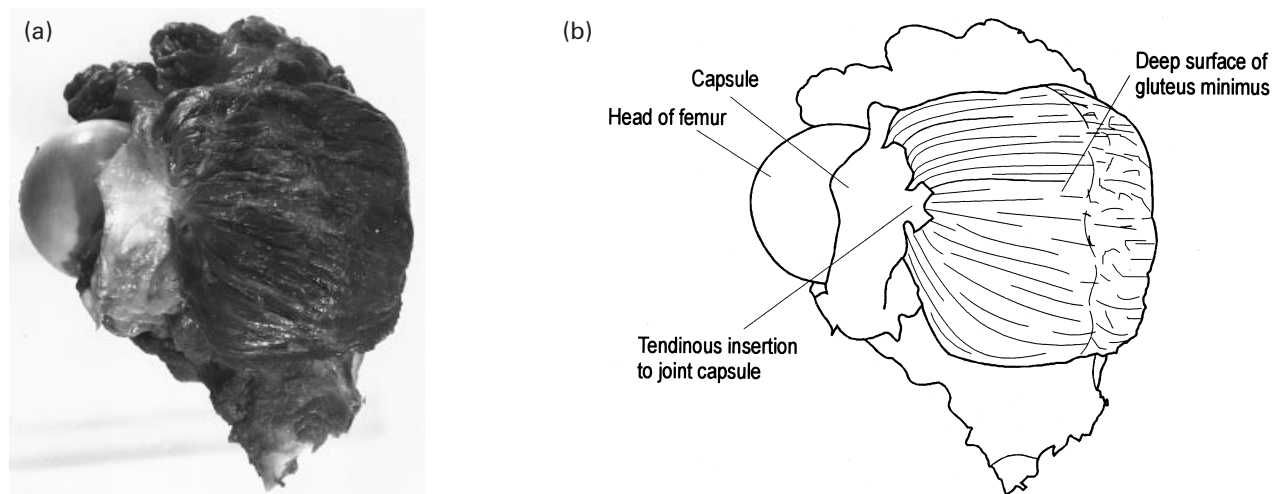 (a)
(b)
Deep surface of
gluteus minimus
Capsule
Head of femur
Tendinous insertion
to joint capsule